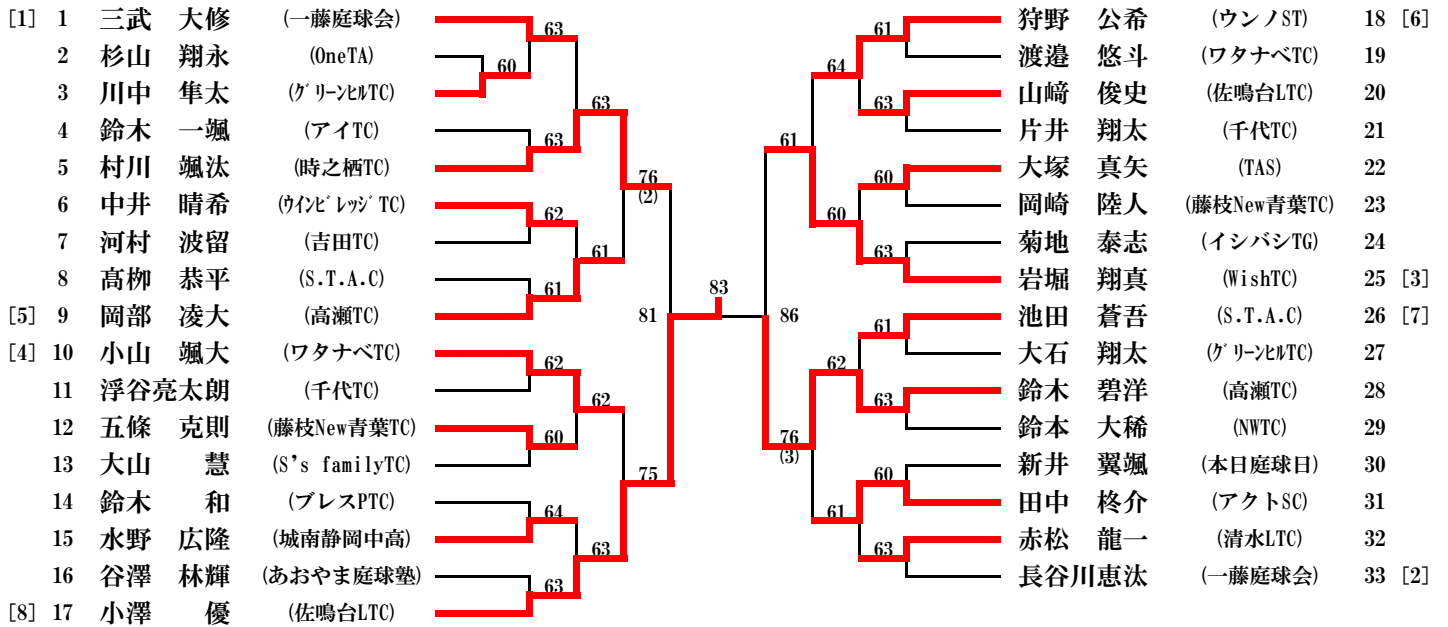 [1] 1 三武 大修 (一藤庭球会)
2 杉山 翔永 (OneTA)
3 川中 隼太 (グリーンヒルTC)
4 鈴木 一颯 (アイTC)
5 村川 颯汰 (時之栖TC)
6 中井 晴希 (ウインビレッジTC)
7 河村 波留 (吉田TC)
8 髙栁 恭平 (S.T.A.C)
[5] 9 岡部 凌大 (高瀬TC)
[4] 10 小山 颯大 (ワタナベTC)
11 浮谷亮太朗 (千代TC)
12 五條 克則 (藤枝New青葉TC)
13 大山 慧 (S's familyTC)
14 鈴木 和 (ブレスPTC)
15 水野 広隆 (城南静岡中高)
16 谷澤 林輝 (あおやま庭球塾)
[8] 17 小澤 優 (佐鳴台LTC)
63
60
63
63
76
(2)
62
61
61
81
62
62
60
75
64
63
63
83
61
64
63
61
60
60
63
86
61
62
63
76
(3)
60
61
63
狩野 公希 (ウンノST) 18 [6]
渡邉 悠斗 (ワタナベTC) 19
山﨑 俊史 (佐鳴台LTC) 20
片井 翔太 (千代TC) 21
大塚 真矢 (TAS) 22
岡崎 陸人 (藤枝New青葉TC) 23
菊地 泰志 (イシバシTG) 24
岩堀 翔真 (WishTC) 25 [3]
池田 蒼吾 (S.T.A.C) 26 [7]
大石 翔太 (グリーンヒルTC) 27
鈴木 碧洋 (高瀬TC) 28
鈴本 大稀 (NWTC) 29
新井 翼颯 (本日庭球日) 30
田中 柊介 (アクトSC) 31
赤松 龍一 (清水LTC) 32
長谷川恵汰 (一藤庭球会) 33 [2]